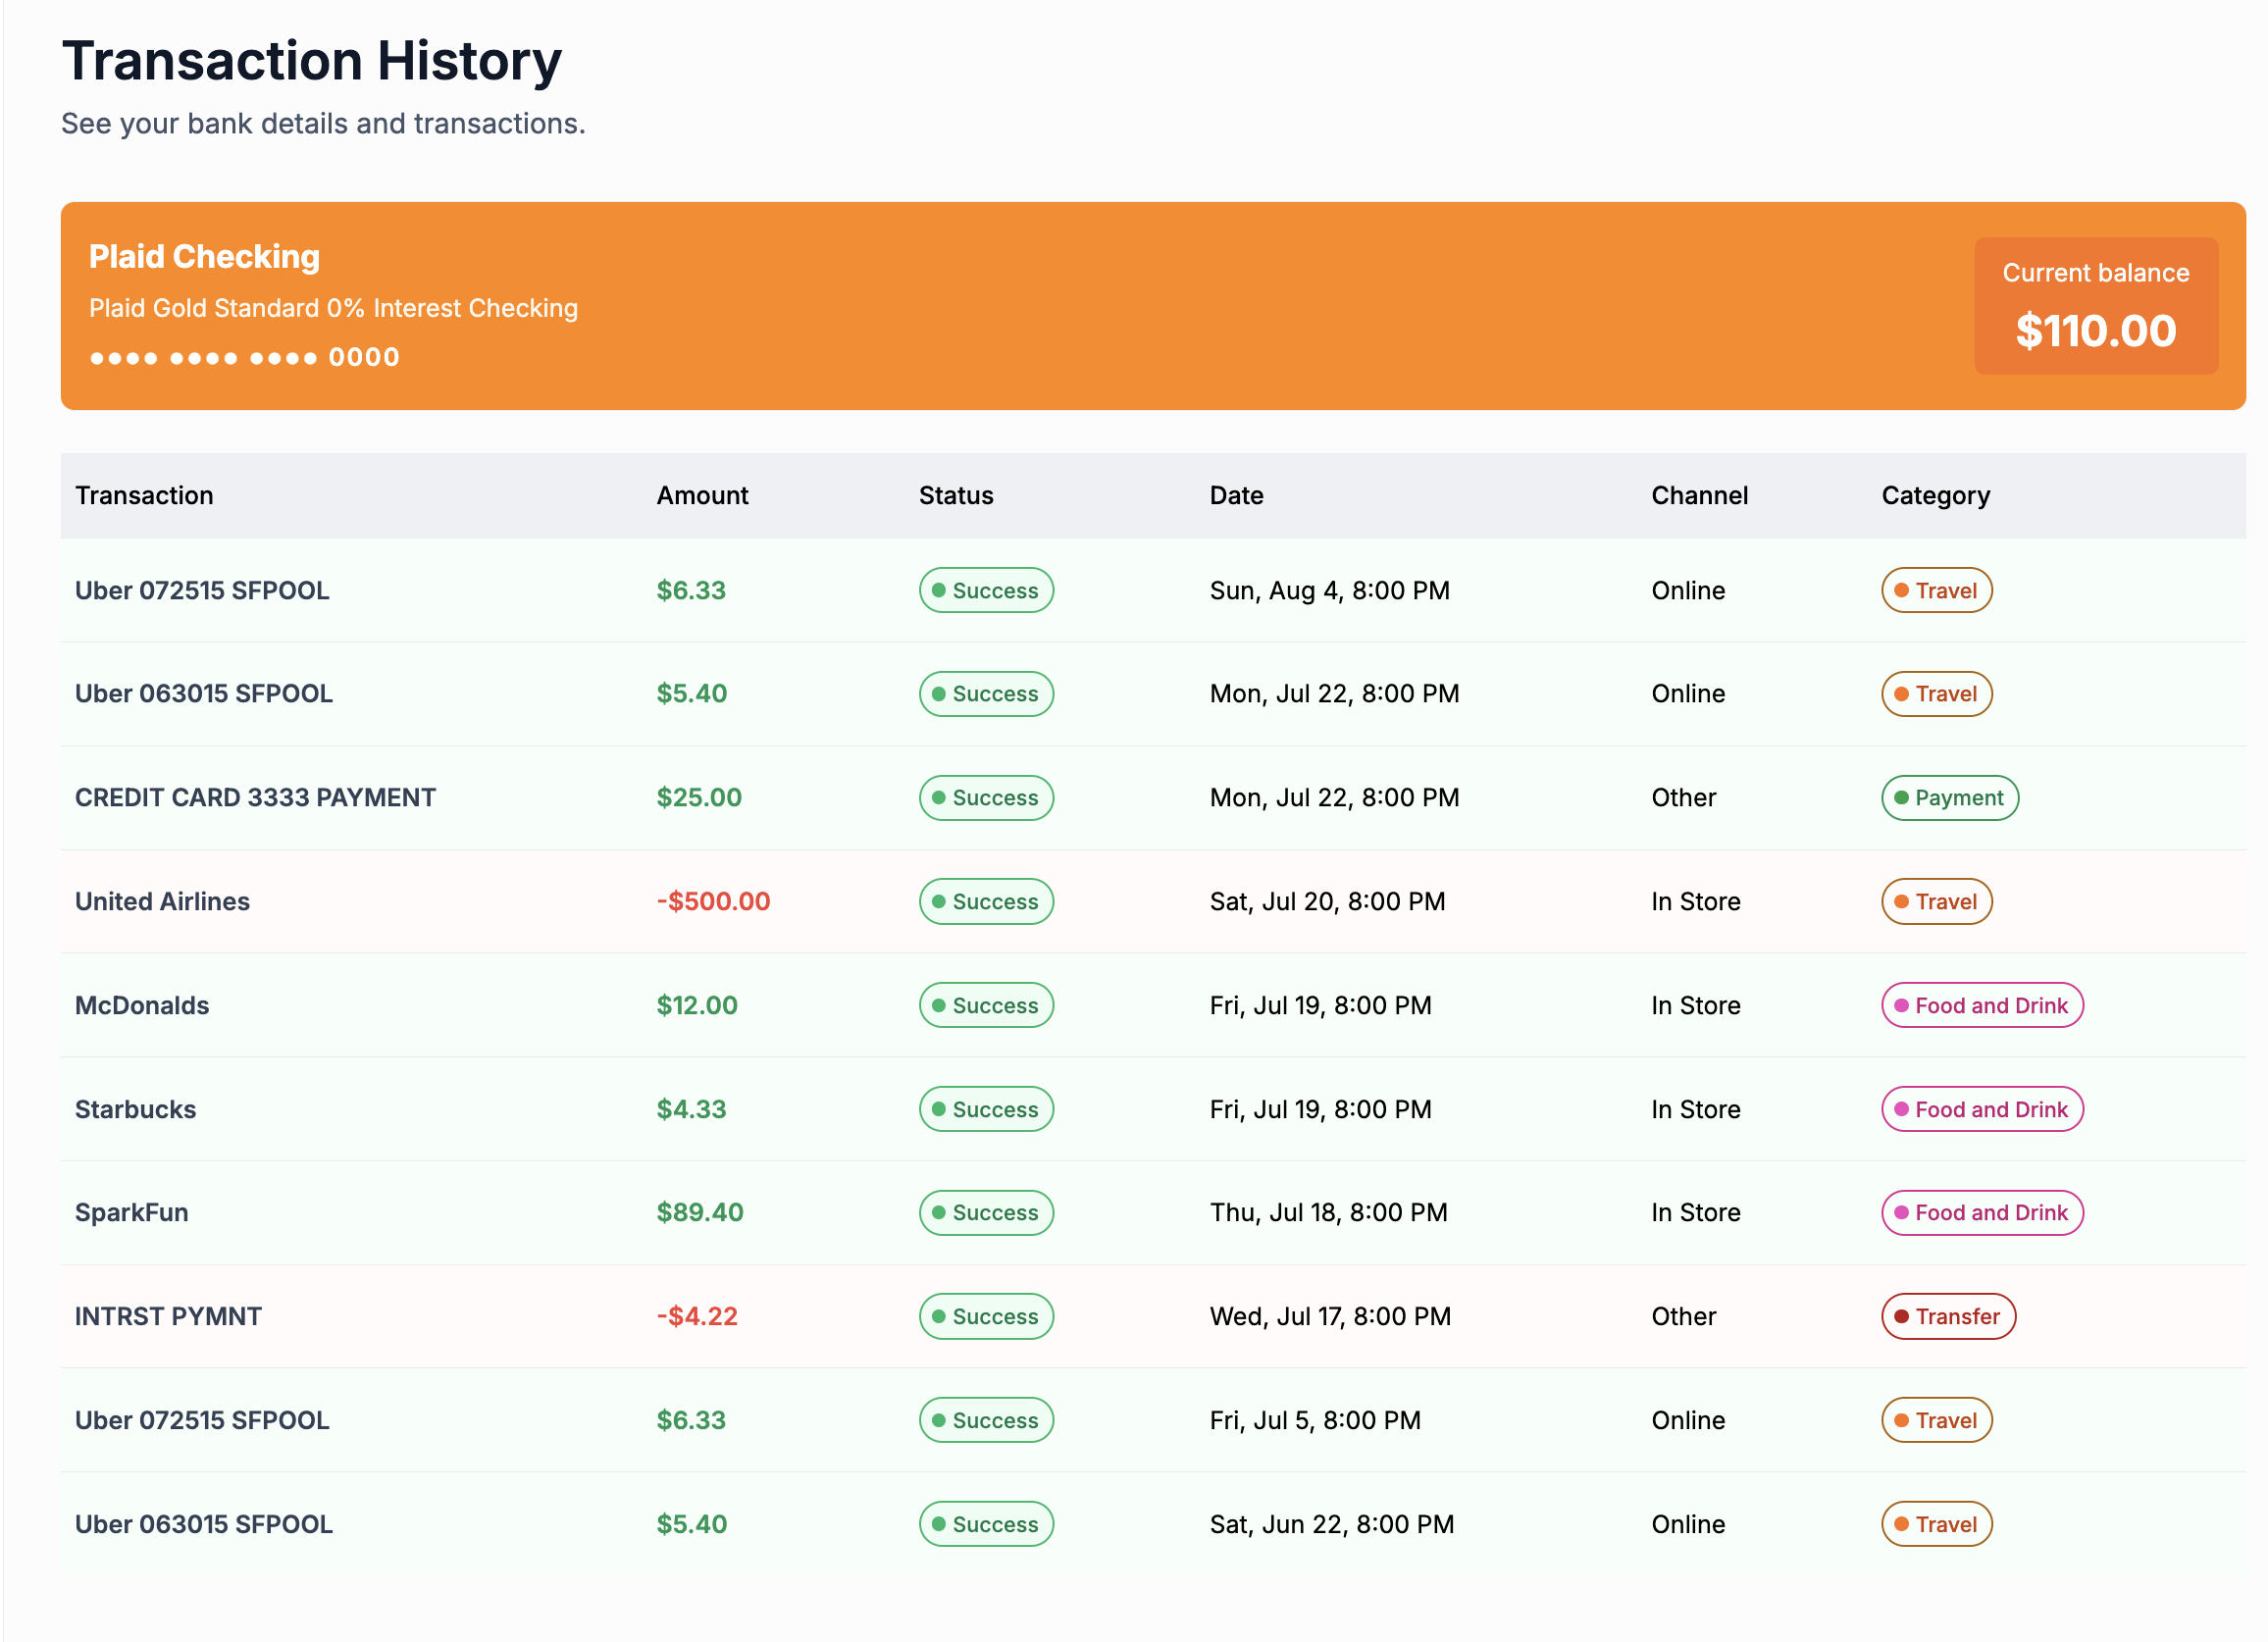 Transaction History
See your bank details and transactions.
Plaid Checking
Plaid Gold Standard 0% Interest Checking
●●●● ●●●● ●●●● 0000
Current balance
$110.00
Transaction Amount Status Date Channel Category
Uber 072515 SFPOOL $6.33 Success Sun, Aug 4, 8:00 PM Online Travel
Uber 063015 SFPOOL $5.40 Success Mon, Jul 22, 8:00 PM Online Travel
CREDIT CARD 3333 PAYMENT $25.00 Success Mon, Jul 22, 8:00 PM Other Payment
United Airlines -$500.00 Success Sat, Jul 20, 8:00 PM In Store Travel
McDonalds $12.00 Success Fri, Jul 19, 8:00 PM In Store Food and Drink
Starbucks $4.33 Success Fri, Jul 19, 8:00 PM In Store Food and Drink
SparkFun $89.40 Success Thu, Jul 18, 8:00 PM In Store Food and Drink
INTRST PYMNT -$4.22 Success Wed, Jul 17, 8:00 PM Other Transfer
Uber 072515 SFPOOL $6.33 Success Fri, Jul 5, 8:00 PM Online Travel
Uber 063015 SFPOOL $5.40 Success Sat, Jun 22, 8:00 PM Online Travel